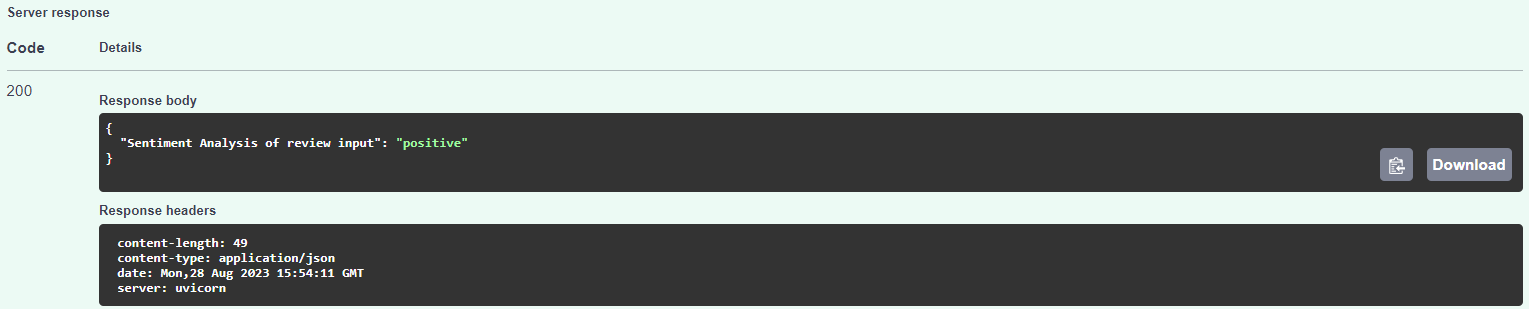 Server response
Code Details
200
Response body
{
"Sentiment Analysis of review input": "positive"
}
Download
Response headers
content-length: 49
content-type: application/json
date: Mon,28 Aug 2023 15:54:11 GMT
server: uvicorn